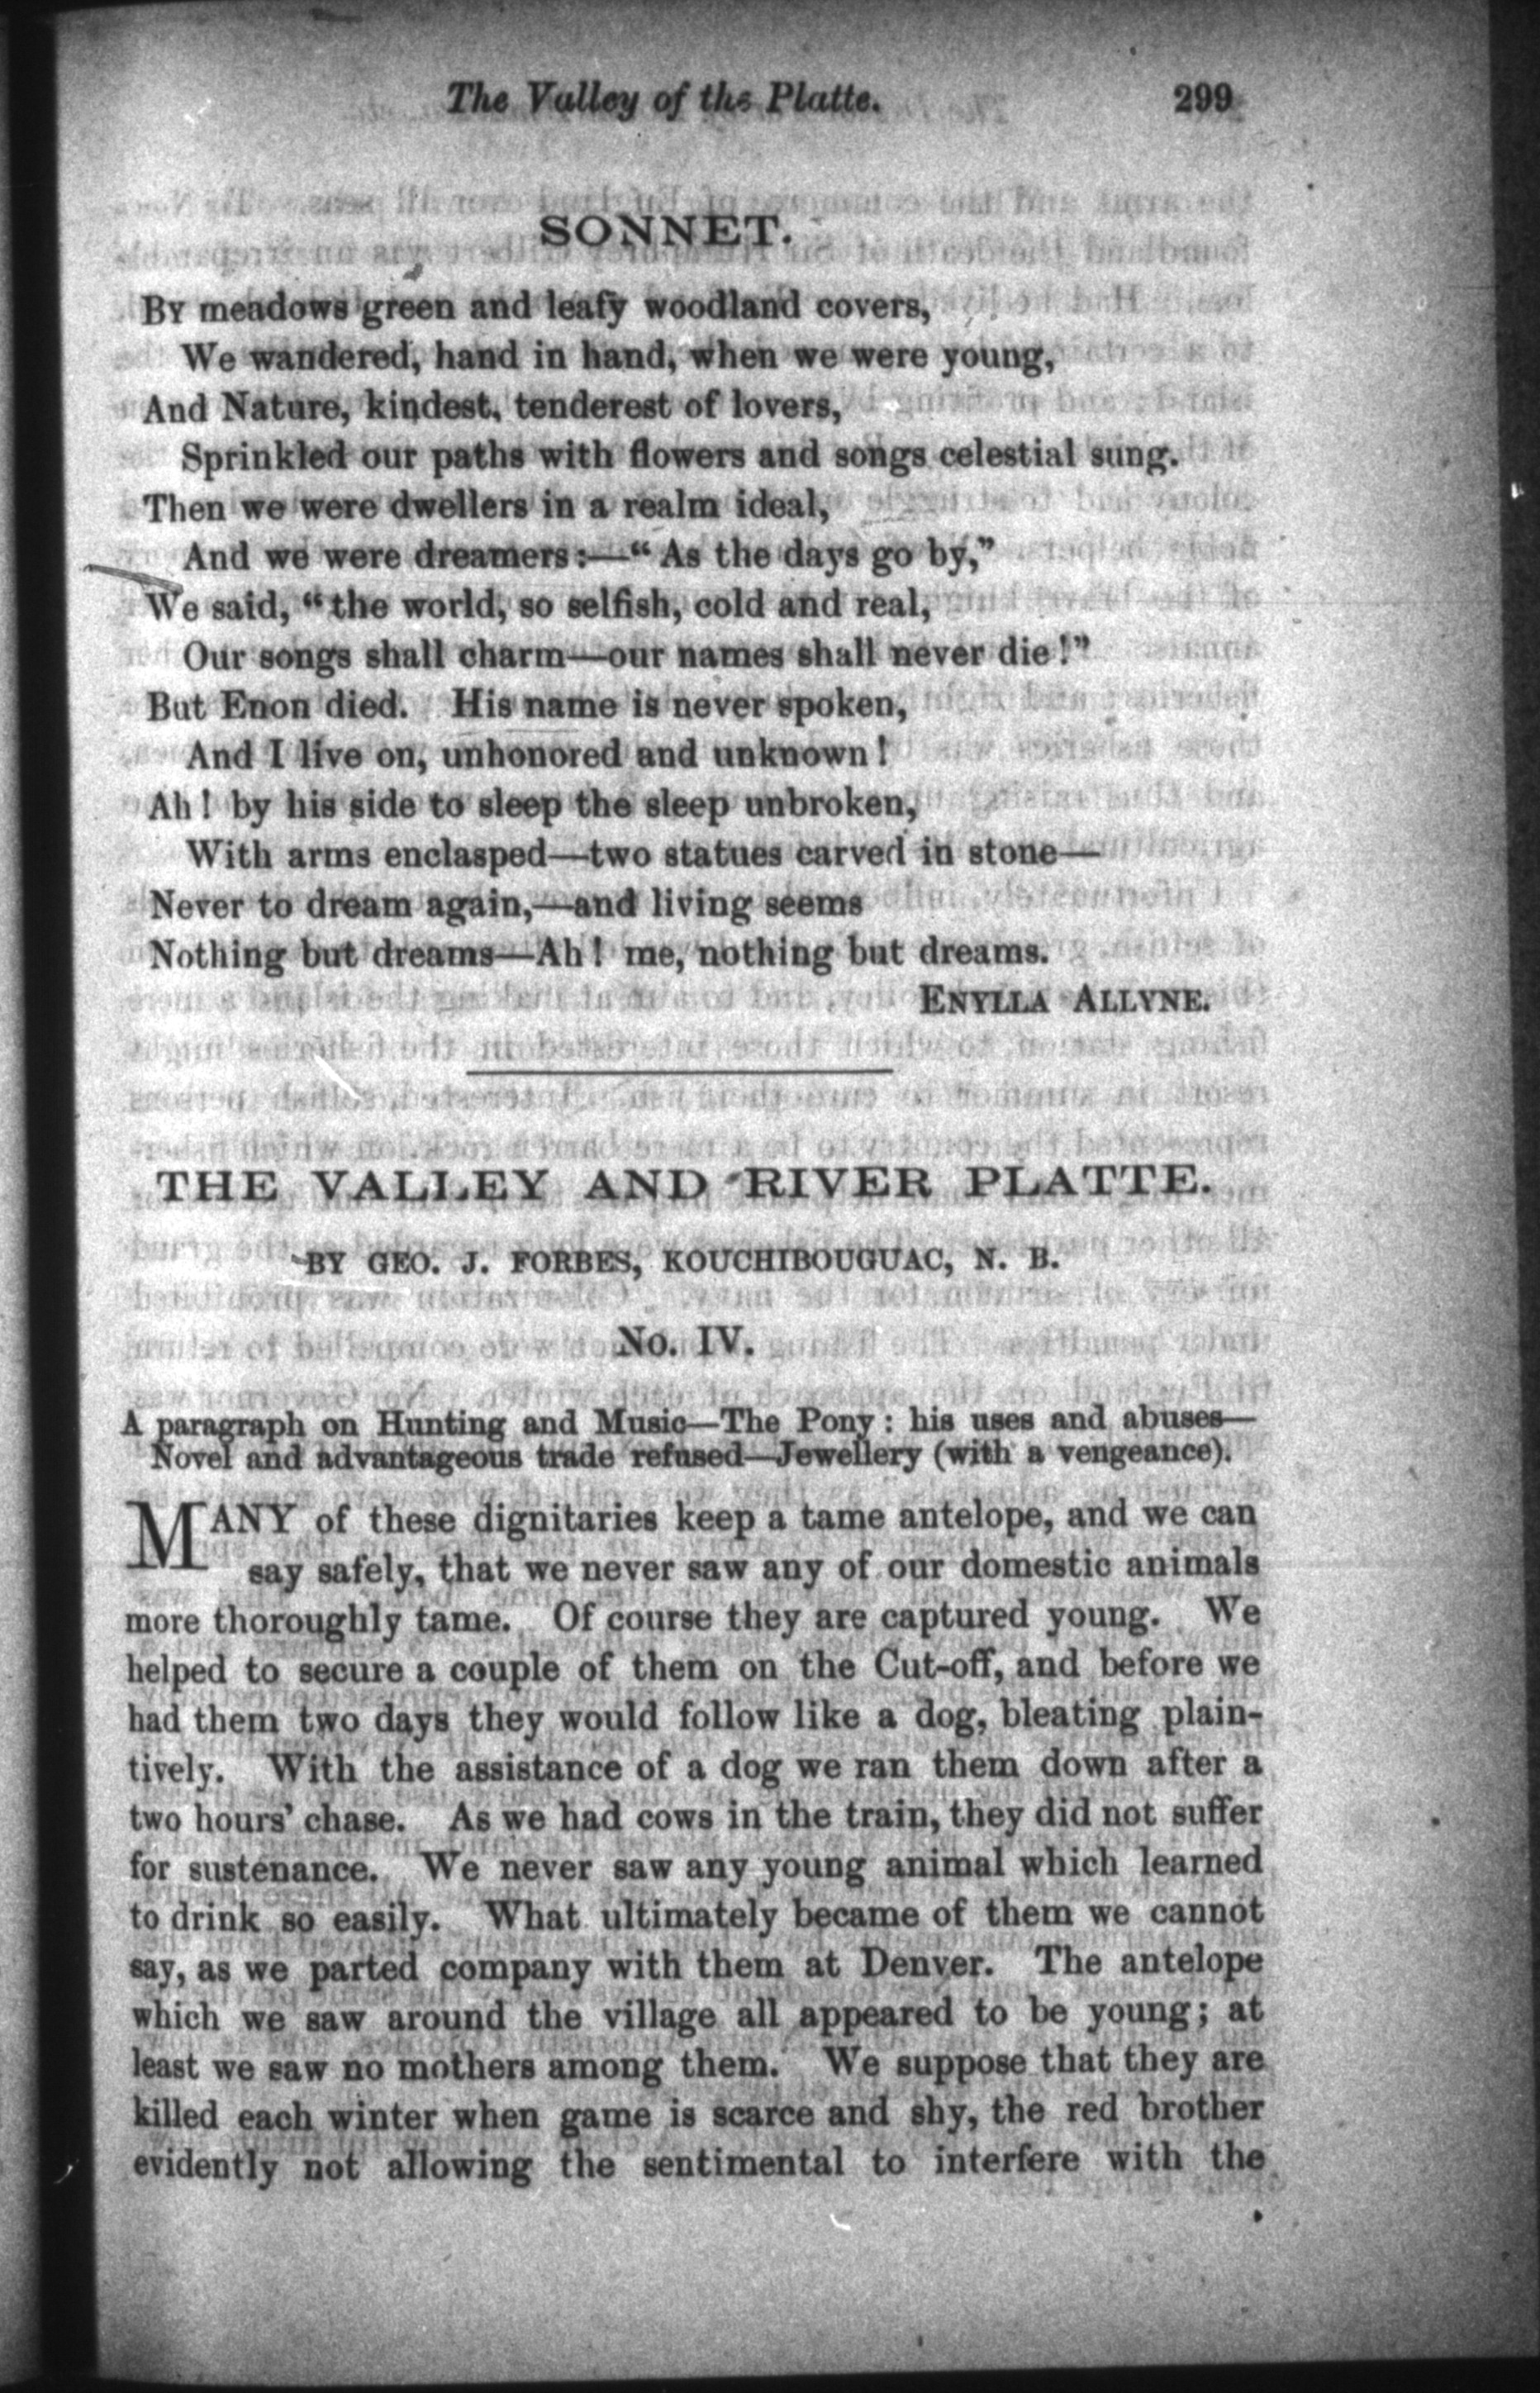 The Valley of the Platte. 299
SONNET.
By meadows green and leafy woodland covers,
We wandered, hand in hand, when we were young,
And Nature, kindest, tenderest of lovers,
Sprinkled our paths with flowers and songs celestial sung.
Then we were dwellers in a realm ideal,
And we were dreamers:—“As the days go by,”
We said, “the world, so selfish, cold and real,
Our songs shall charm—our names shall never die!”
But Enon died. His name is never spoken,
And I live on, unhonored and unknown!
Ah! by his side to sleep the sleep unbroken,
With arms enclasped—two statues carved in stone—
Never to dream again,—and living seems
Nothing but dreams—Ah! me, nothing but dreams.
ENYLLA ALLYNE.
THE VALLEY AND RIVER PLATTE.
BY GEO. J. FORBES, KOUCHIBOUGUAC, N. B.
No. IV.
A paragraph on Hunting and Music—The Pony: his uses and abuses—
Novel and advantageous trade refused—Jewellery (with a vengeance).
MANY of these dignitaries keep a tame antelope, and we can
say safely, that we never saw any of our domestic animals
more thoroughly tame. Of course they are captured young. We
helped to secure a couple of them on the Cut-off, and before we
had them two days they would follow like a dog, bleating plain-
tively. With the assistance of a dog we ran them down after a
two hours' chase. As we had cows in the train, they did not suffer
for sustenance. We never saw any young animal which learned
to drink so easily. What ultimately became of them we cannot
say, as we parted company with them at Denver. The antelope
which we saw around the village all appeared to be young; at
least we saw no mothers among them. We suppose that they are
killed each winter when game is scarce and shy, the red brother
evidently not allowing the sentimental to interfere with the